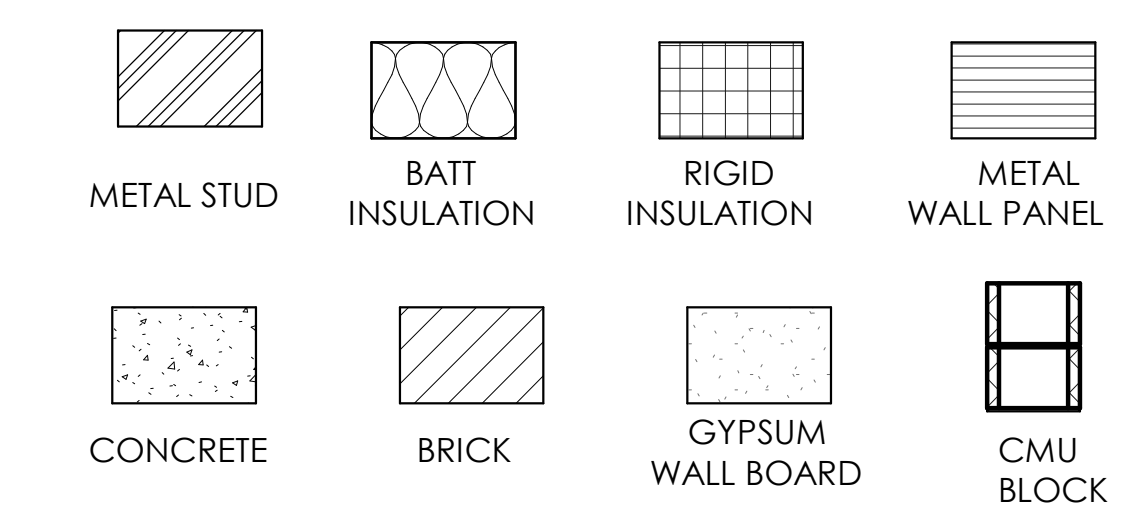 METAL STUD
BATT
INSULATION
RIGID
INSULATION
METAL
WALL PANEL
CONCRETE
BRICK
GYPSUM
WALL BOARD
CMU
BLOCK